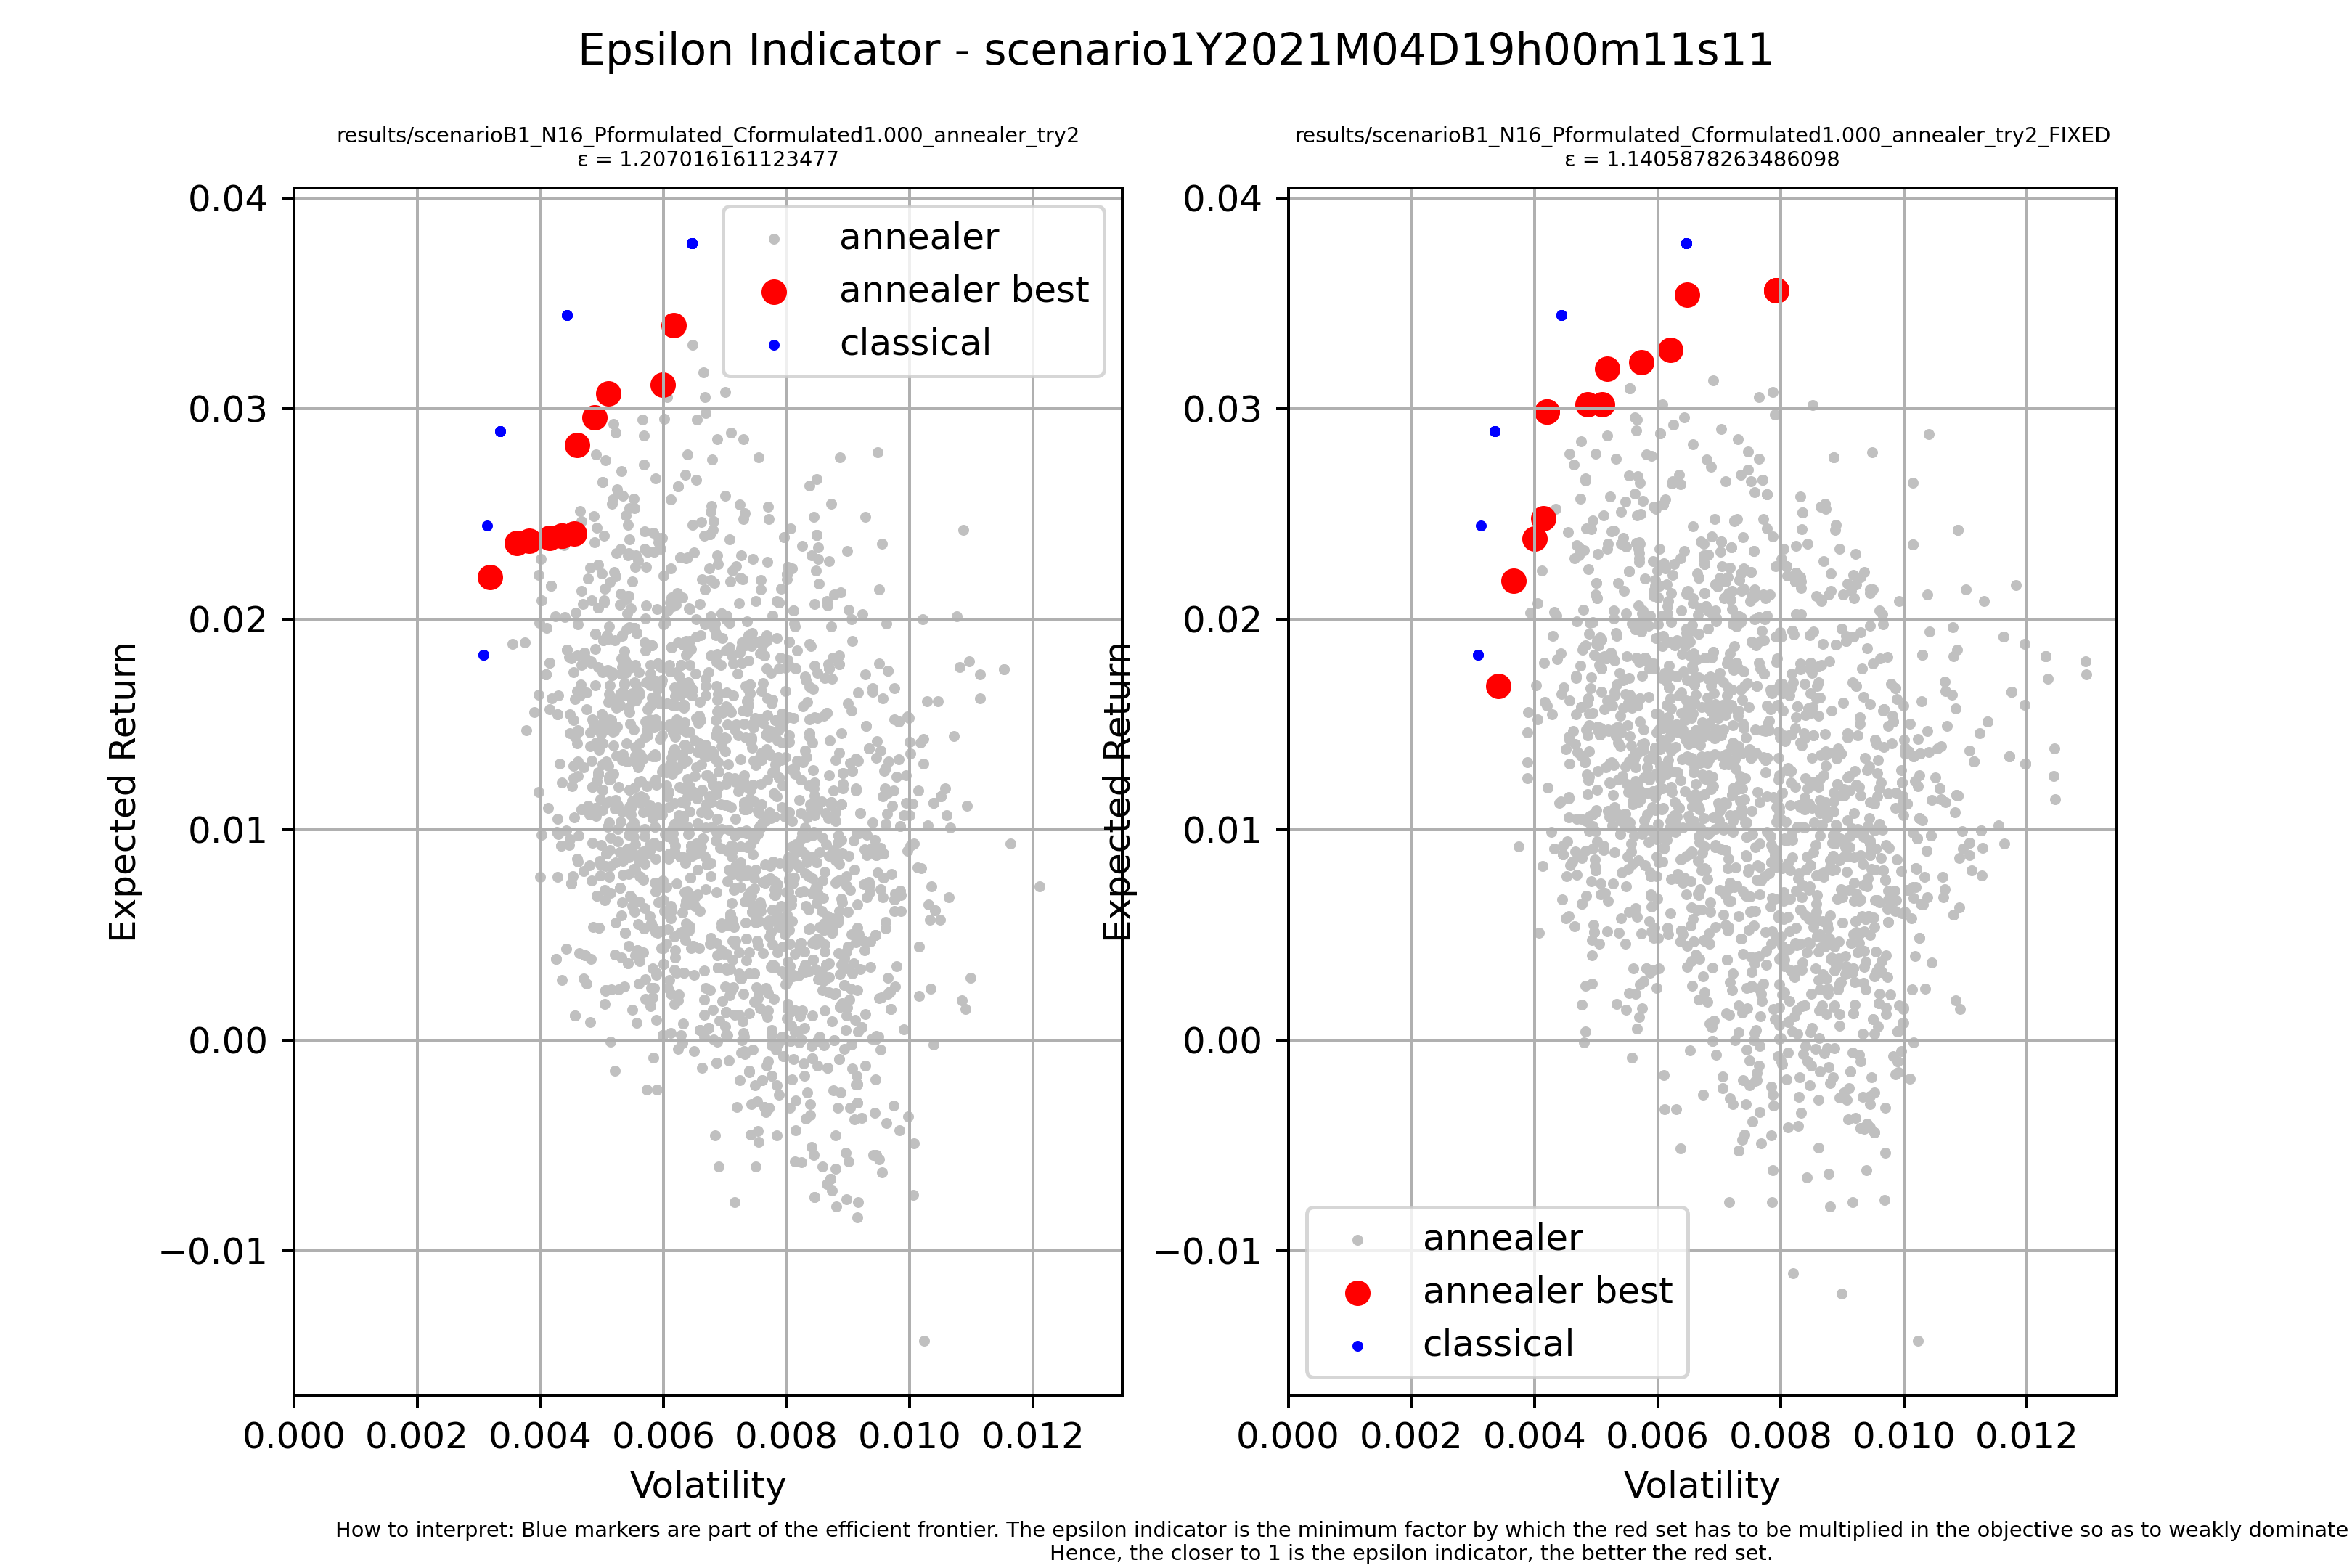 Epsilon Indicator - scenario1Y2021M04D19h00m11s11
results/scenarioB1_N16_Pformulated_Cformulated1.000_annealer_try2
ε = 1.207016161123477
0.04
0.03
0.02
0.01
0.00
−0.01
Expected Return
annealer
annealer best
classical
0.000 0.002 0.004 0.006 0.008 0.010 0.012
Volatility
results/scenarioB1_N16_Pformulated_Cformulated1.000_annealer_try2_FIXED
ε = 1.1405878263486098
0.04
0.03
0.02
0.01
0.00
−0.01
Expected Return
annealer
annealer best
classical
0.000 0.002 0.004 0.006 0.008 0.010 0.012
Volatility
How to interpret: Blue markers are part of the efficient frontier. The epsilon indicator is the minimum factor by which the red set has to be multiplied in the objective so as to weakly dominate
Hence, the closer to 1 is the epsilon indicator, the better the red set.